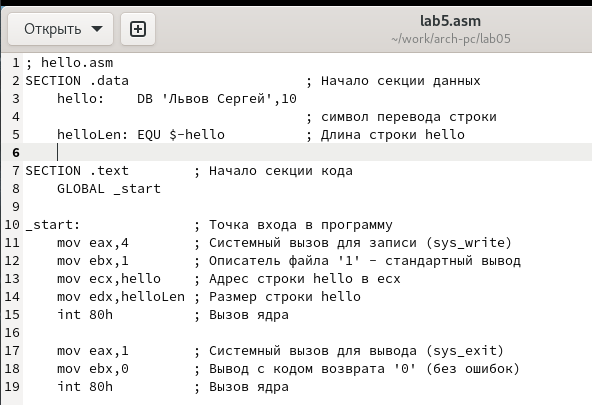 Открыть
lab5.asm
~/work/arch-pc/lab05
1 ; hello.asm
2 SECTION .data ; Начало секции данных
3 hello: DB 'Львов Сергей',10
4 ; символ перевода строки
5 helloLen: EQU $-hello ; Длина строки hello
6
7 SECTION .text ; Начало секции кода
8 GLOBAL _start
9
10 _start: ; Точка входа в программу
11 mov eax,4 ; Системный вызов для записи (sys_write)
12 mov ebx,1 ; Описатель файла '1' - стандартный вывод
13 mov ecx,hello ; Адрес строки hello в ecx
14 mov edx,helloLen ; Размер строки hello
15 int 80h ; Вызов ядра
16
17 mov eax,1 ; Системный вызов для вывода (sys_exit)
18 mov ebx,0 ; Вывод с кодом возврата '0' (без ошибок)
19 int 80h ; Вызов ядра